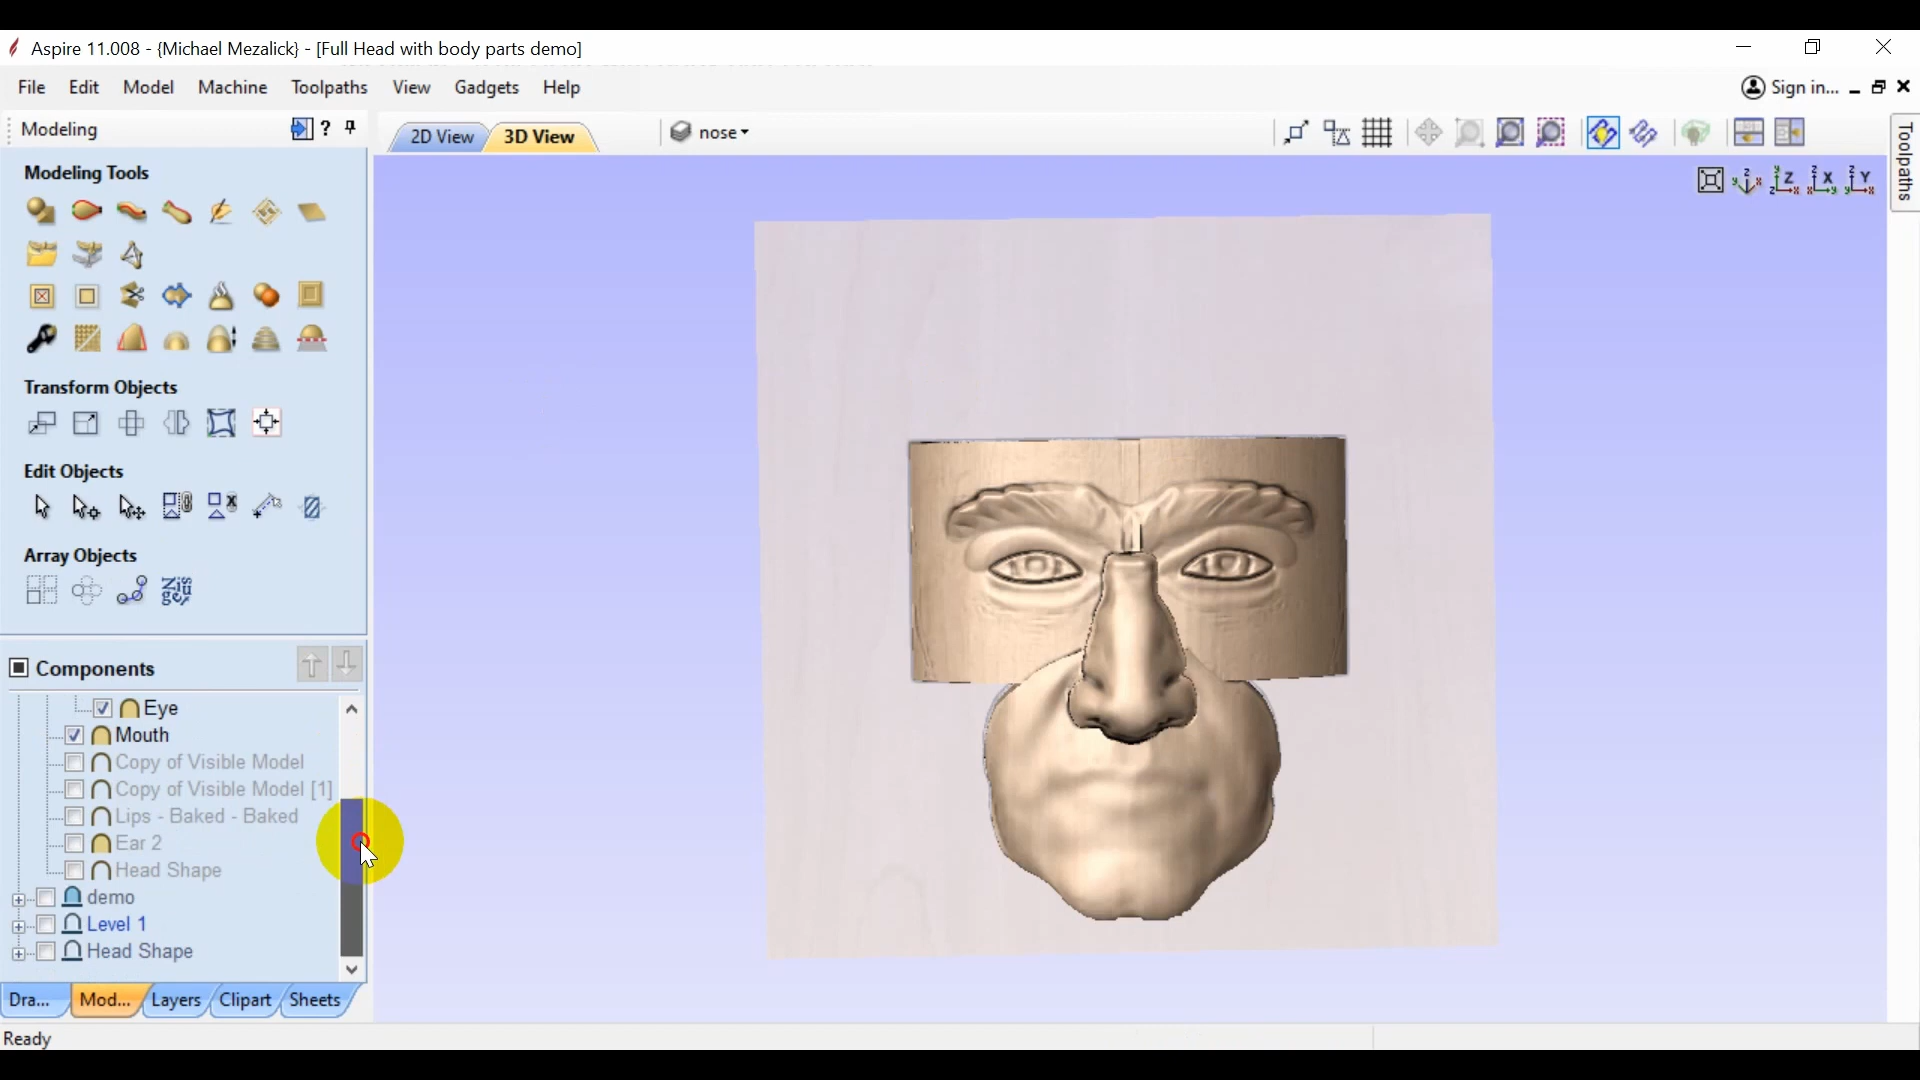 Aspire 11.008 - {Michael Mezalick} - [Full Head with body parts demo]
File Edit Model Machine Toolpaths View Gadgets Help
Sign in...
Modeling
?
2D View
3D View
nose
Toolpaths
Modeling Tools
Transform Objects
Edit Objects
Array Objects
Components
Eye
Mouth
Copy of Visible Model
Copy of Visible Model [1]
Lips - Baked - Baked
Ear 2
Head Shape
demo
Level 1
Head Shape
Dra... Mod... Layers Clipart Sheets
Ready